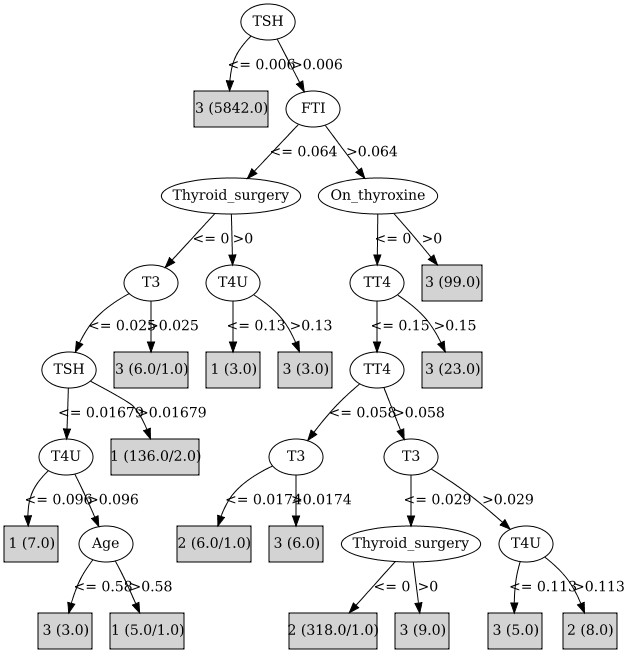 TSH
<= 0.006 >0.006
3 (5842.0) FTI
<= 0.064 >0.064
Thyroid_surgery On_thyroxine
<= 0 >0 <= 0 >0
T3 T4U TT4 3 (99.0)
<= 0.025 >0.025 <= 0.13 >0.13 <= 0.15 >0.15
TSH 3 (6.0/1.0) 1 (3.0) 3 (3.0) TT4 3 (23.0)
<= 0.01679 >0.01679 <= 0.058 >0.058
T4U 1 (136.0/2.0) T3 T3
<= 0.096 >0.096 <= 0.0174 >0.0174 <= 0.029 >0.029
1 (7.0) Age 2 (6.0/1.0) 3 (6.0) Thyroid_surgery T4U
<= 0.58 >0.58 <= 0 >0 <= 0.113 >0.113
3 (3.0) 1 (5.0/1.0) 2 (318.0/1.0) 3 (9.0) 3 (5.0) 2 (8.0)